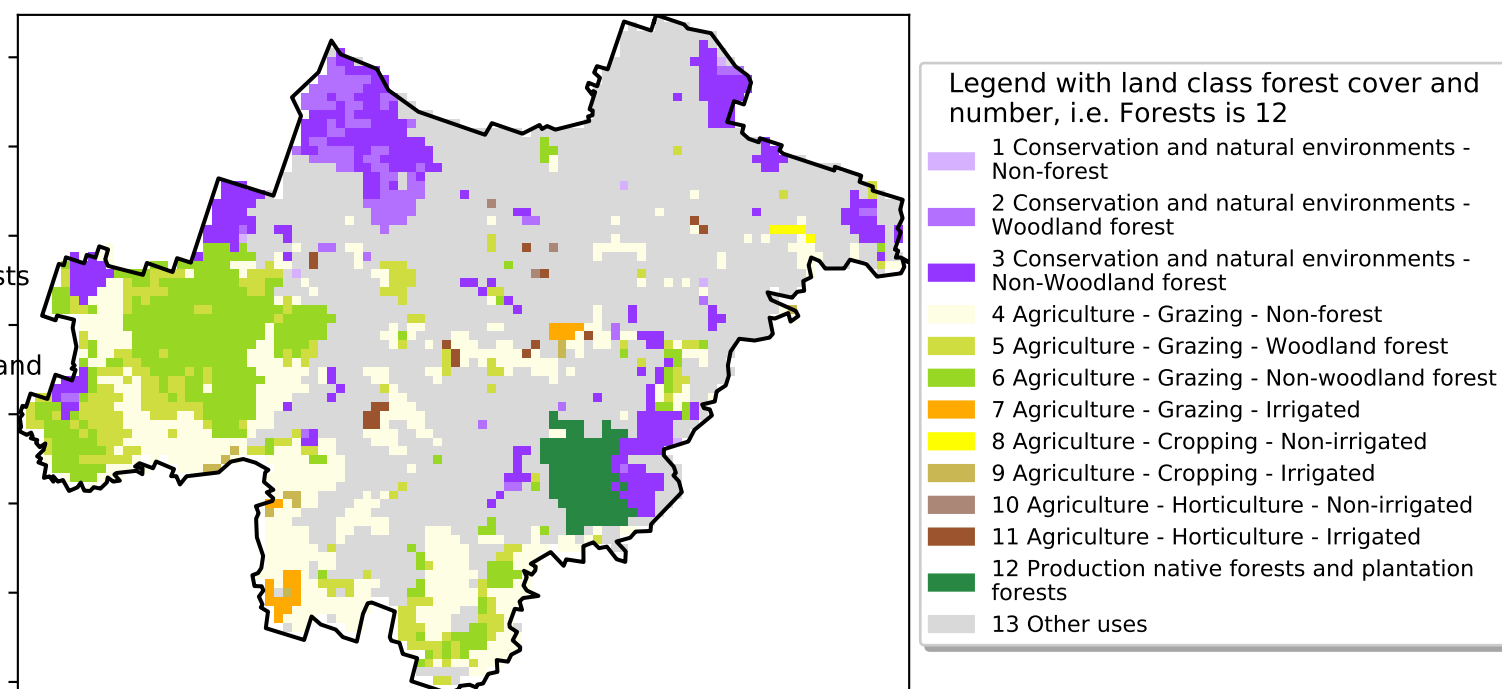 Legend with land class forest cover and
number, i.e. Forests is 12
1 Conservation and natural environments -
Non-forest
2 Conservation and natural environments -
Woodland forest
3 Conservation and natural environments -
Non-Woodland forest
4 Agriculture - Grazing - Non-forest
5 Agriculture - Grazing - Woodland forest
6 Agriculture - Grazing - Non-woodland forest
7 Agriculture - Grazing - Irrigated
8 Agriculture - Cropping - Non-irrigated
9 Agriculture - Cropping - Irrigated
10 Agriculture - Horticulture - Non-irrigated
11 Agriculture - Horticulture - Irrigated
12 Production native forests and plantation
forests
13 Other uses